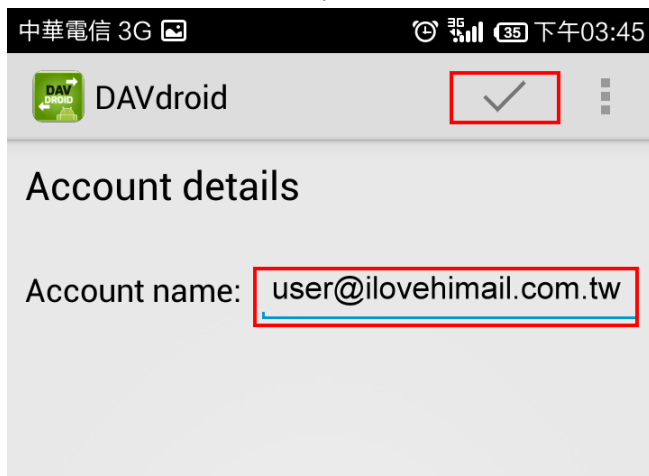 中華電信 3G 3G 35 下午03:45
DAV DROID DAVdroid
Account details
Account name: user@ilovehimail.com.tw